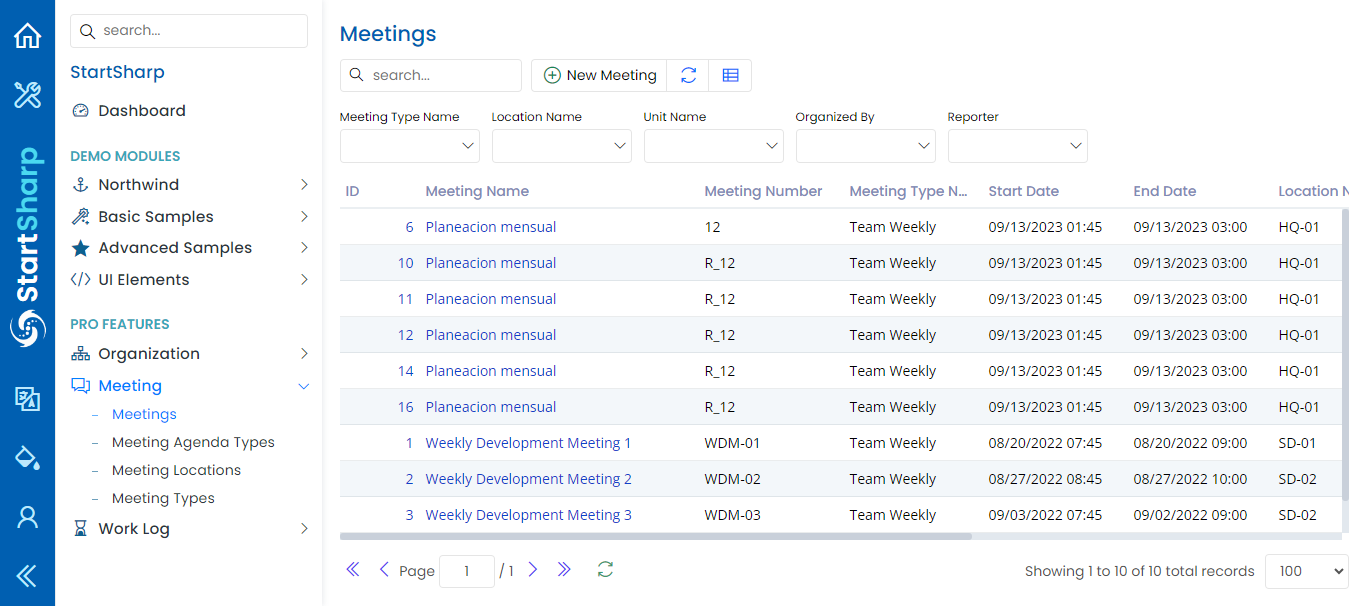 StartSharp
search...
StartSharp
Dashboard
DEMO MODULES
Northwind
Basic Samples
Advanced Samples
UI Elements
PRO FEATURES
Organization
Meeting
Meetings
Meeting Agenda Types
Meeting Locations
Meeting Types
Work Log
Meetings
search... New Meeting
Meeting Type Name Location Name Unit Name Organized By Reporter
ID Meeting Name Meeting Number Meeting Type N... Start Date End Date Location N
6 Planeacion mensual 12 Team Weekly 09/13/2023 01:45 09/13/2023 03:00 HQ-01
10 Planeacion mensual R_12 Team Weekly 09/13/2023 01:45 09/13/2023 03:00 HQ-01
11 Planeacion mensual R_12 Team Weekly 09/13/2023 01:45 09/13/2023 03:00 HQ-01
12 Planeacion mensual R_12 Team Weekly 09/13/2023 01:45 09/13/2023 03:00 HQ-01
14 Planeacion mensual R_12 Team Weekly 09/13/2023 01:45 09/13/2023 03:00 HQ-01
16 Planeacion mensual R_12 Team Weekly 09/13/2023 01:45 09/13/2023 03:00 HQ-01
1 Weekly Development Meeting 1 WDM-01 Team Weekly 08/20/2022 07:45 08/20/2022 09:00 SD-01
2 Weekly Development Meeting 2 WDM-02 Team Weekly 08/27/2022 08:45 08/27/2022 10:00 SD-02
3 Weekly Development Meeting 3 WDM-03 Team Weekly 09/03/2022 07:45 09/02/2022 09:00 SD-02
Page 1 / 1 Showing 1 to 10 of 10 total records 100